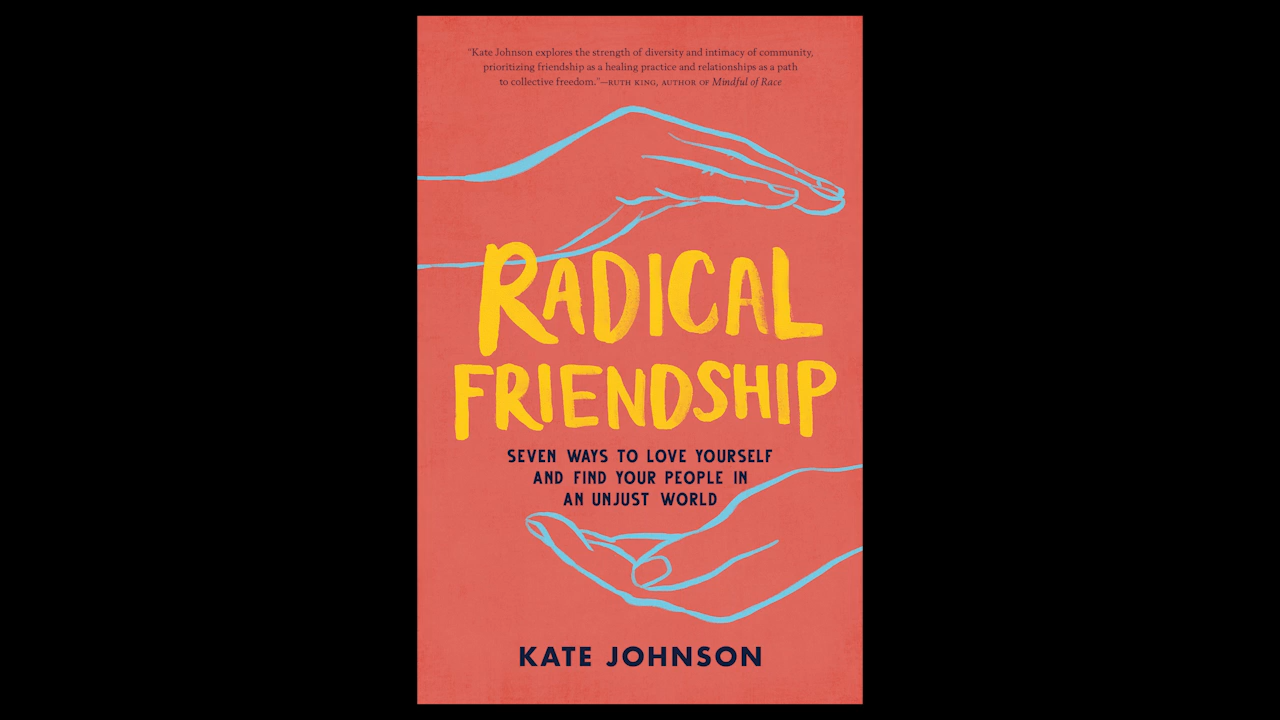 "Kate Johnson explores the strength of diversity and intimacy of community,
prioritizing friendship as a healing practice and relationships as a path
to collective freedom."—RUTH KING, AUTHOR OF Mindful of Race
RADICAL
FRIENDSHIP
SEVEN WAYS TO LOVE YOURSELF
AND FIND YOUR PEOPLE IN
AN UNJUST WORLD
KATE JOHNSON